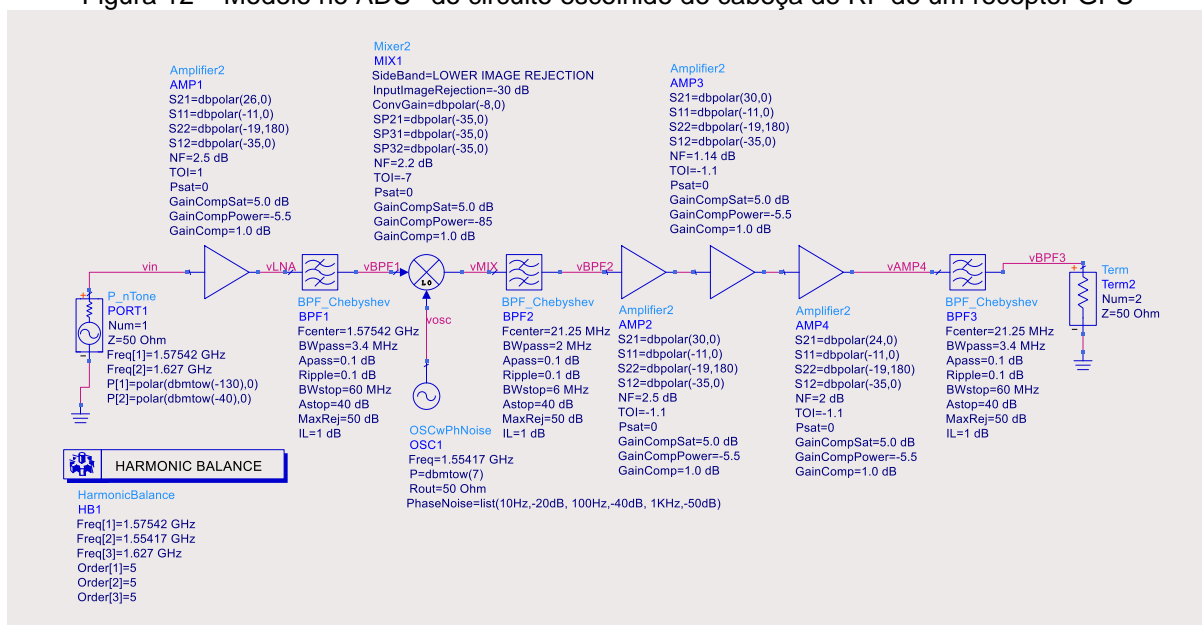 Figura 12 – Modelo no ADS® do circuito escolhido de cabeça de RF de um receptor GPS
Mixer2
MIX1
SideBand=LOWER IMAGE REJECTION
InputImageRejection=-30 dB
ConvGain=dbpolar(-8,0)
SP21=dbpolar(-35,0)
SP31=dbpolar(-35,0)
SP32=dbpolar(-35,0)
NF=2.2 dB
TOI=-7
Psat=0
GainCompSat=5.0 dB
GainCompPower=-85
GainComp=1.0 dB
Amplifier2
AMP1
S21=dbpolar(26,0)
S11=dbpolar(-11,0)
S22=dbpolar(-19,180)
S12=dbpolar(-35,0)
NF=2.5 dB
TOI=1
Psat=0
GainCompSat=5.0 dB
GainCompPower=-5.5
GainComp=1.0 dB
Amplifier2
AMP3
S21=dbpolar(30,0)
S11=dbpolar(-11,0)
S22=dbpolar(-19,180)
S12=dbpolar(-35,0)
NF=1.14 dB
TOI=-1.1
Psat=0
GainCompSat=5.0 dB
GainCompPower=-5.5
GainComp=1.0 dB
vin
vLNA
vBPF1
LO
vMIX
vBPF2
vAMP4
vBPF3
vosc
P_nTone
PORT1
Num=1
Z=50 Ohm
Freq[1]=1.57542 GHz
Freq[2]=1.627 GHz
P[1]=polar(dbmtow(-130),0)
P[2]=polar(dbmtow(-40),0)
BPF_Chebyshev
BPF1
Fcenter=1.57542 GHz
BWpass=3.4 MHz
Apass=0.1 dB
Ripple=0.1 dB
BWstop=60 MHz
Astop=40 dB
MaxRej=50 dB
IL=1 dB
OSCwPhNoise
OSC1
Freq=1.55417 GHz
P=dbmtow(7)
Rout=50 Ohm
PhaseNoise=list(10Hz,-20dB, 100Hz,-40dB, 1KHz,-50dB)
BPF_Chebyshev
BPF2
Fcenter=21.25 MHz
BWpass=2 MHz
Apass=0.1 dB
Ripple=0.1 dB
BWstop=6 MHz
Astop=40 dB
MaxRej=50 dB
IL=1 dB
Amplifier2
AMP2
S21=dbpolar(30,0)
S11=dbpolar(-11,0)
S22=dbpolar(-19,180)
S12=dbpolar(-35,0)
NF=2.5 dB
TOI=-1.1
Psat=0
GainCompSat=5.0 dB
GainCompPower=-5.5
GainComp=1.0 dB
Amplifier2
AMP4
S21=dbpolar(24,0)
S11=dbpolar(-11,0)
S22=dbpolar(-19,180)
S12=dbpolar(-35,0)
NF=2 dB
TOI=-1.1
Psat=0
GainCompSat=5.0 dB
GainCompPower=-5.5
GainComp=1.0 dB
BPF_Chebyshev
BPF3
Fcenter=21.25 MHz
BWpass=3.4 MHz
Apass=0.1 dB
Ripple=0.1 dB
BWstop=60 MHz
Astop=40 dB
MaxRej=50 dB
IL=1 dB
Term
Term2
Num=2
Z=50 Ohm
HARMONIC BALANCE
HarmonicBalance
HB1
Freq[1]=1.57542 GHz
Freq[2]=1.55417 GHz
Freq[3]=1.627 GHz
Order[1]=5
Order[2]=5
Order[3]=5